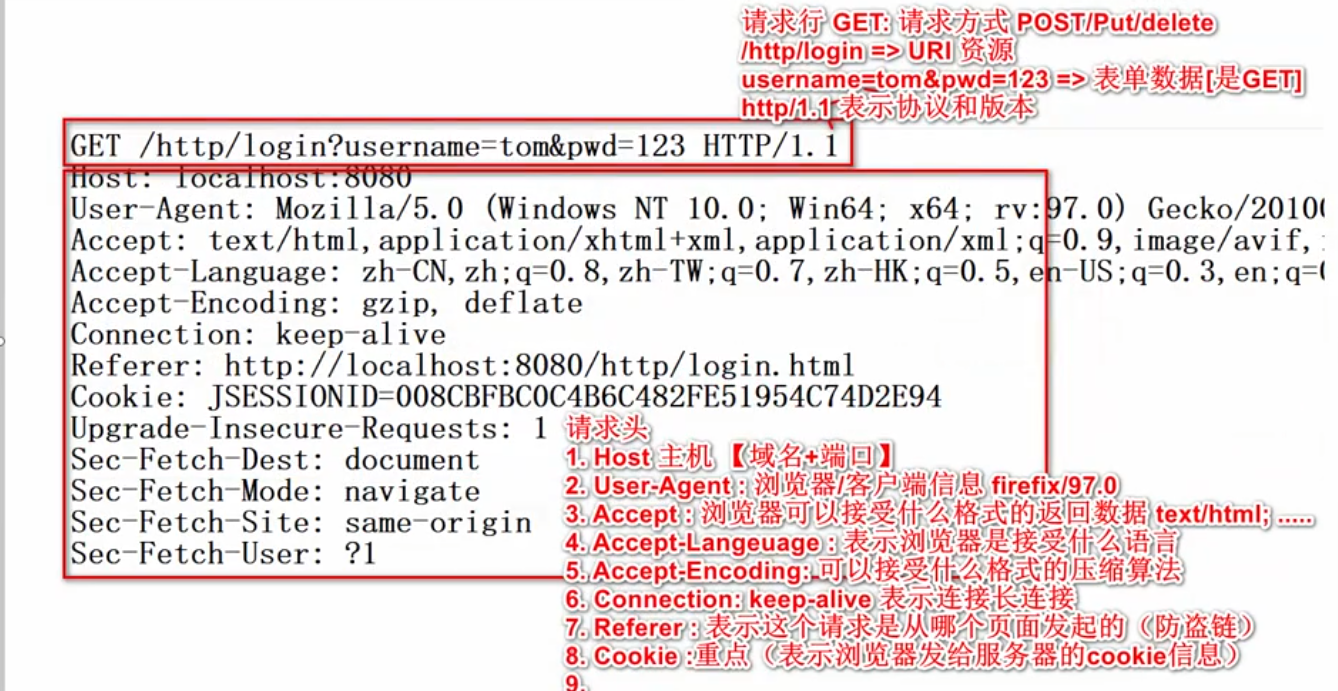 请求行 GET: 请求方式 POST/Put/delete
/http/login => URI 资源
username=tom&pwd=123 => 表单数据[是GET]
http/1.1 表示协议和版本
GET /http/login?username=tom&pwd=123 HTTP/1.1
Host: localhost:8080
User-Agent: Mozilla/5.0 (Windows NT 10.0; Win64; x64; rv:97.0) Gecko/2010
Accept: text/html,application/xhtml+xml,application/xml;q=0.9,image/avif,
Accept-Language: zh-CN,zh;q=0.8,zh-TW;q=0.7,zh-HK;q=0.5,en-US;q=0.3,en;q=
Accept-Encoding: gzip, deflate
Connection: keep-alive
Referer: http://localhost:8080/http/login.html
Cookie: JSESSIONID=008CBFBC0C4B6C482FE51954C74D2E94
Upgrade-Insecure-Requests: 1
Sec-Fetch-Dest: document
Sec-Fetch-Mode: navigate
Sec-Fetch-Site: same-origin
Sec-Fetch-User: ?1
请求头
1. Host 主机 【域名+端口】
2. User-Agent : 浏览器/客户端信息 firefix/97.0
3. Accept : 浏览器可以接受什么格式的返回数据 text/html; .....
4. Accept-Langeuage : 表示浏览器是接受什么语言
5. Accept-Encoding: 可以接受什么格式的压缩算法
6. Connection: keep-alive 表示连接长连接
7. Referer : 表示这个请求是从哪个页面发起的（防盗链）
8. Cookie :重点（表示浏览器发给服务器的cookie信息）
9.